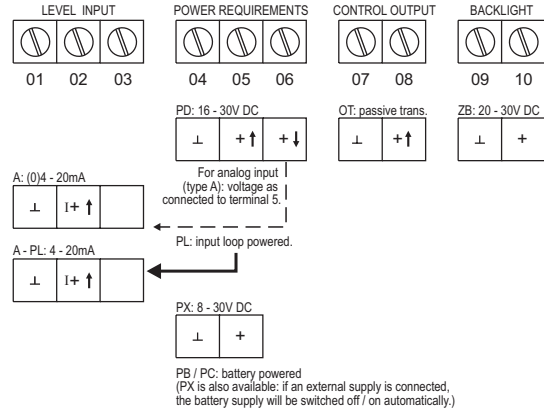 LEVEL INPUT POWER REQUIREMENTS CONTROL OUTPUT BACKLIGHT
01 02 03 04 05 06 07 08 09 10
PD: 16 - 30V DC OT: passive trans. ZB: 20 - 30V DC
⊥ + + ⊥ + ⊥ +
For analog input
(type A): voltage as
connected to terminal 5.
A: (0)4 - 20mA
⊥ I+
PL: input loop powered.
A - PL: 4 - 20mA
⊥ I+
PX: 8 - 30V DC
⊥ +
PB / PC: battery powered
(PX is also available: if an external supply is connected,
the battery supply will be switched off / on automatically.)